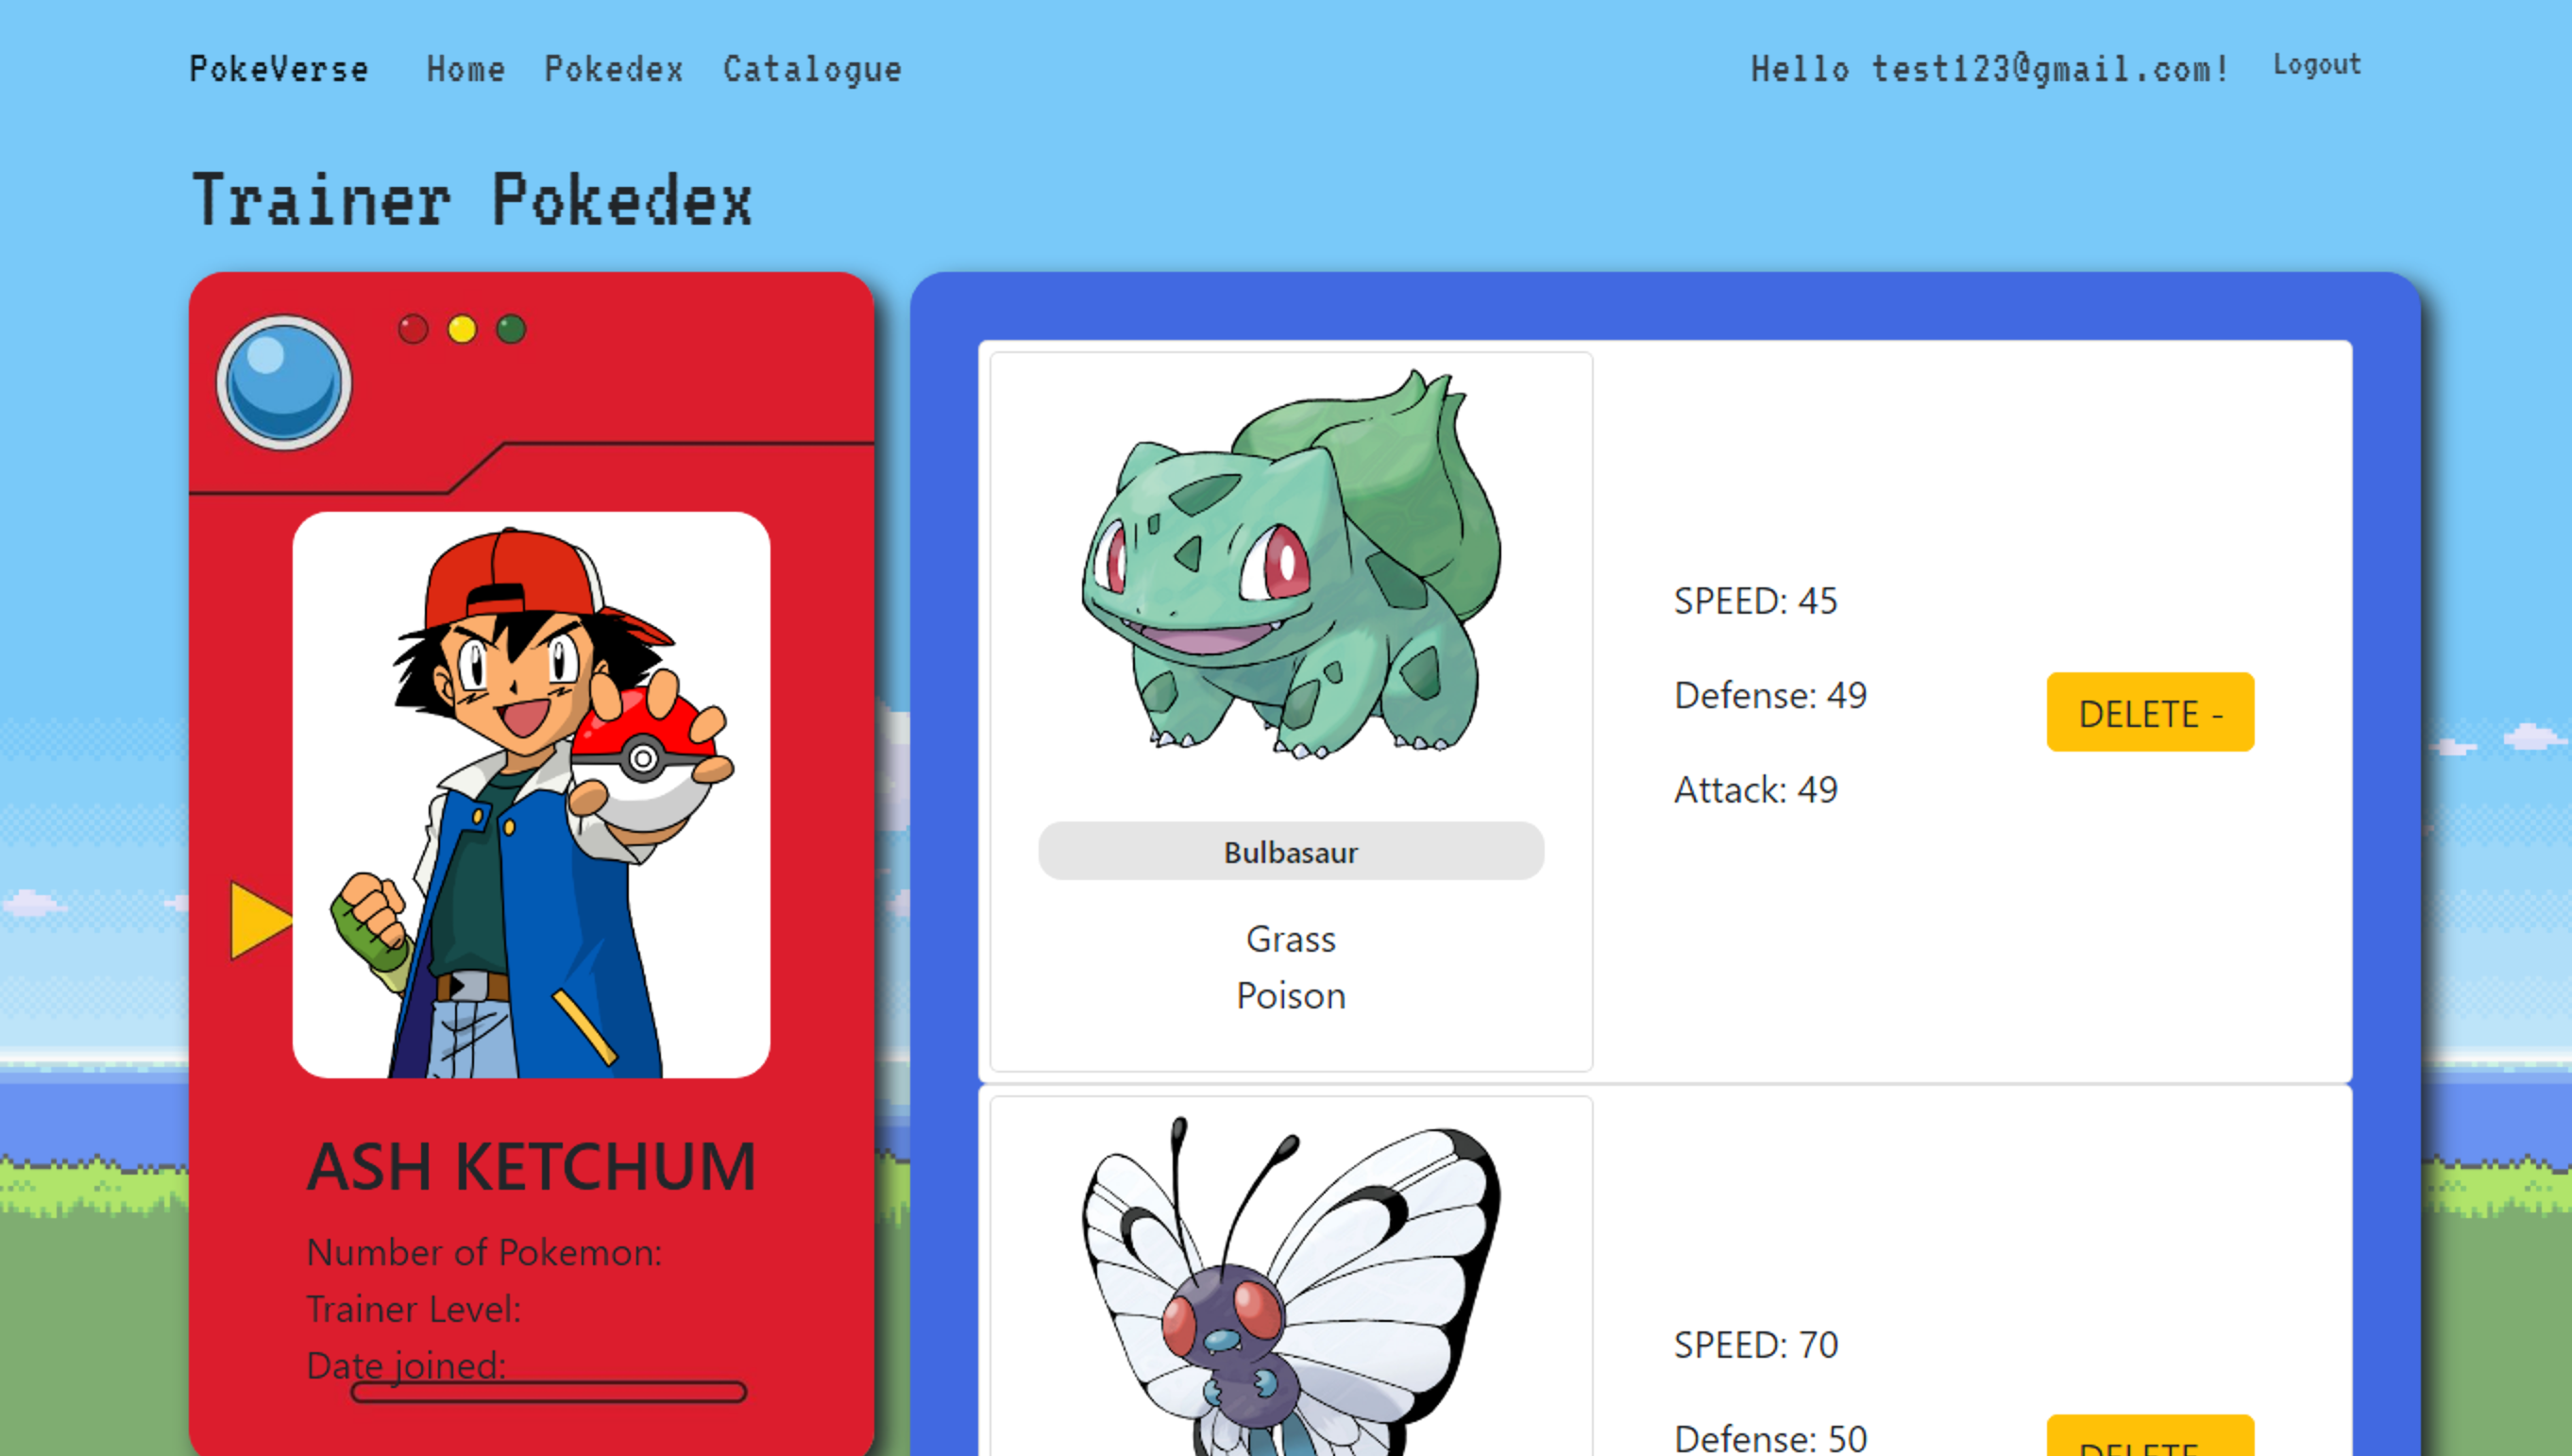 PokeVerse Home Pokedex Catalogue Hello test123@gmail.com! Logout
Trainer Pokedex
ASH KETCHUM
Number of Pokemon:
Trainer Level:
Date joined:
Bulbasaur
Grass
Poison
SPEED: 45
Defense: 49
Attack: 49
DELETE -
SPEED: 70
Defense: 50
DELETE -